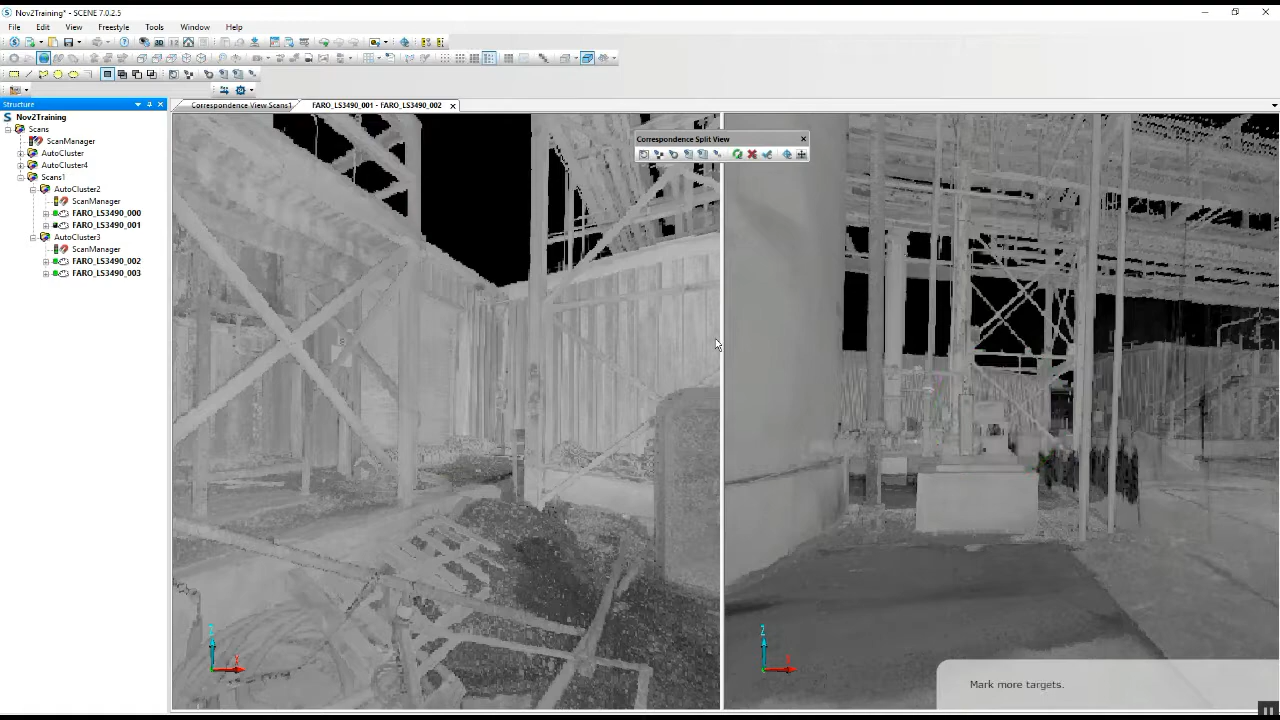 Nov2Training* - SCENE 7.0.2.5
File Edit View Freestyle Tools Window Help
Structure
Correspondence View Scans1
FARO_LS3490_001 - FARO_LS3490_002
Nov2Training
Scans
ScanManager
AutoCluster
AutoCluster4
Scans1
AutoCluster2
ScanManager
FARO_LS3490_000
FARO_LS3490_001
AutoCluster3
ScanManager
FARO_LS3490_002
FARO_LS3490_003
Correspondence Split View
Z
X
Z
X
Mark more targets.